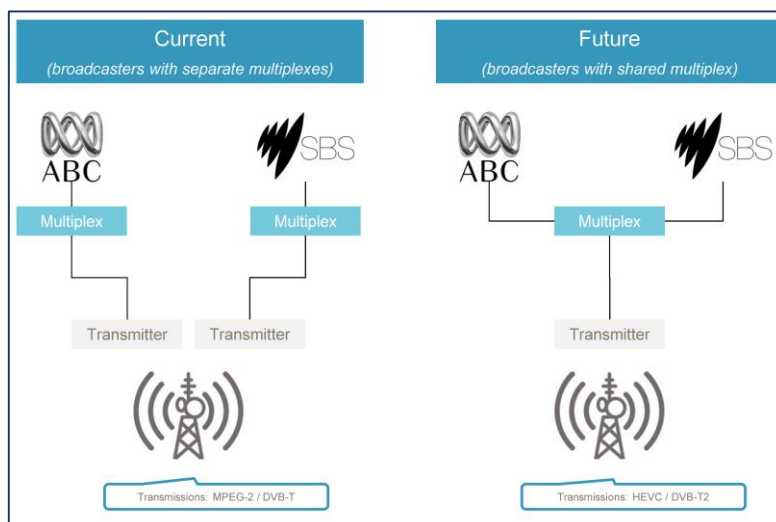 Current
(broadcasters with separate multiplexes)
ABC
SBS
Multiplex
Multiplex
Transmitter
Transmitter
Transmissions: MPEG-2 / DVB-T
Future
(broadcasters with shared multiplex)
ABC
SBS
Multiplex
Transmitter
Transmissions: HEVC / DVB-T2